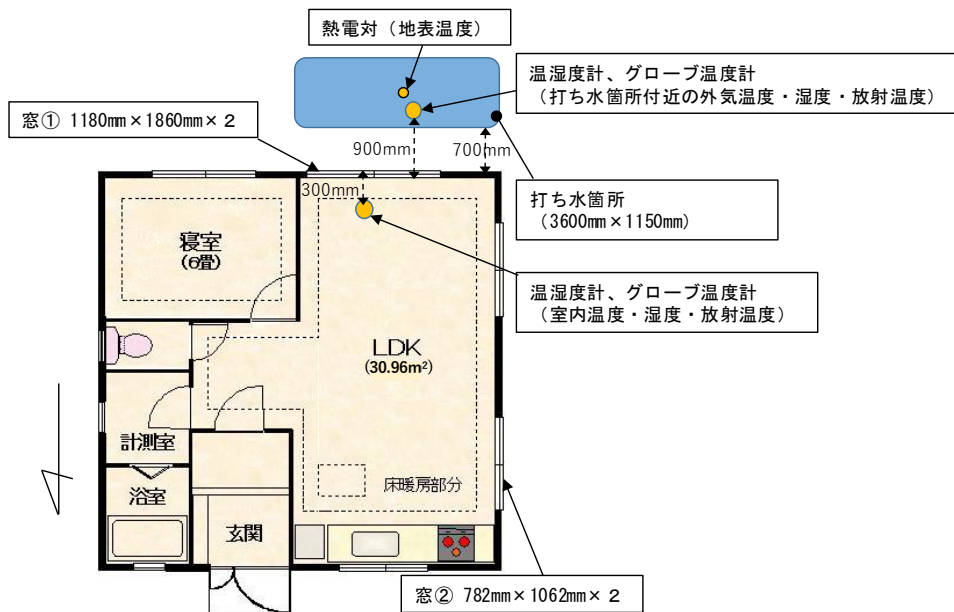 熱電対（地表温度）
温湿度計、グローブ温度計
（打ち水箇所付近の外気温度・湿度・放射温度）
窓① 1180mm×1860mm×２
900mm
700mm
300mm
打ち水箇所
（3600mm×1150mm）
寝室
(6畳)
温湿度計、グローブ温度計
（室内温度・湿度・放射温度）
LDK
(30.96m²)
計測室
浴室
床暖房部分
玄関
窓② 782mm×1062mm×２